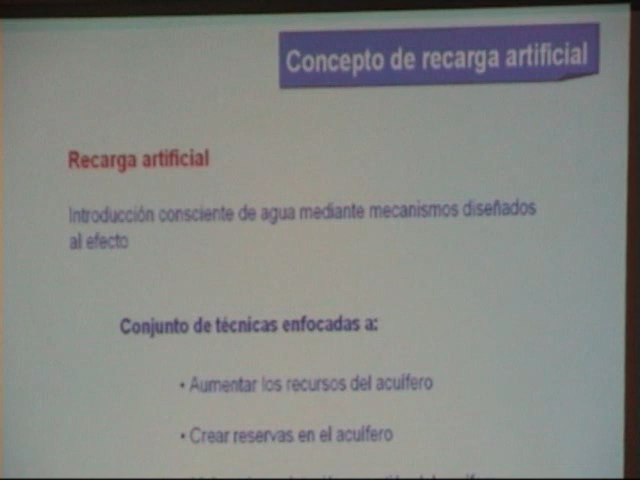 Concepto de recarga artificial
Recarga artificial
Introducción consciente de agua mediante mecanismos diseñados
al efecto
Conjunto de técnicas enfocadas a:
• Aumentar los recursos del acuífero
• Crear reservas en el acuífero